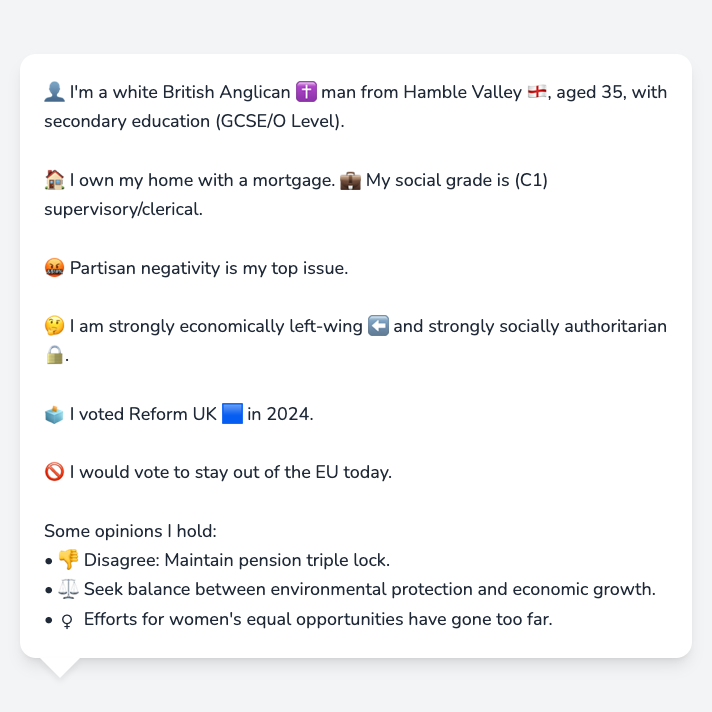 👤 I'm a white British Anglican ✝️ man from Hamble Valley 🏴󠁧󠁢󠁥󠁮󠁧󠁿, aged 35, with
secondary education (GCSE/O Level).
🏠 I own my home with a mortgage. 💼 My social grade is (C1)
supervisory/clerical.
🤬 Partisan negativity is my top issue.
🤔 I am strongly economically left-wing ⬅️ and strongly socially authoritarian
🔒.
🗳️ I voted Reform UK 🟦 in 2024.
🚫 I would vote to stay out of the EU today.
Some opinions I hold:
• 👎 Disagree: Maintain pension triple lock.
• ⚖️ Seek balance between environmental protection and economic growth.
• ♀ Efforts for women's equal opportunities have gone too far.